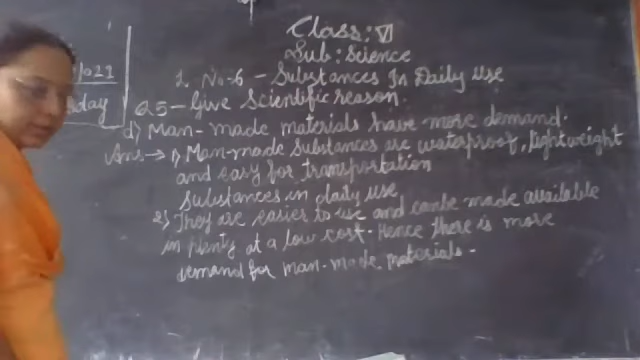 Class: VI
Sub: Science
L. No-6 - Substances In Daily Use
Q5 - Give Scientific reason.
d) Man-made materials have more demand.
Ans → 1) Man-made substances are waterproof, lightweight
and easy for transportation
substances in daily use
2) They are easier to use and can be made available
in plenty at a low cost. Hence there is more
demand for man-made materials.
021
day